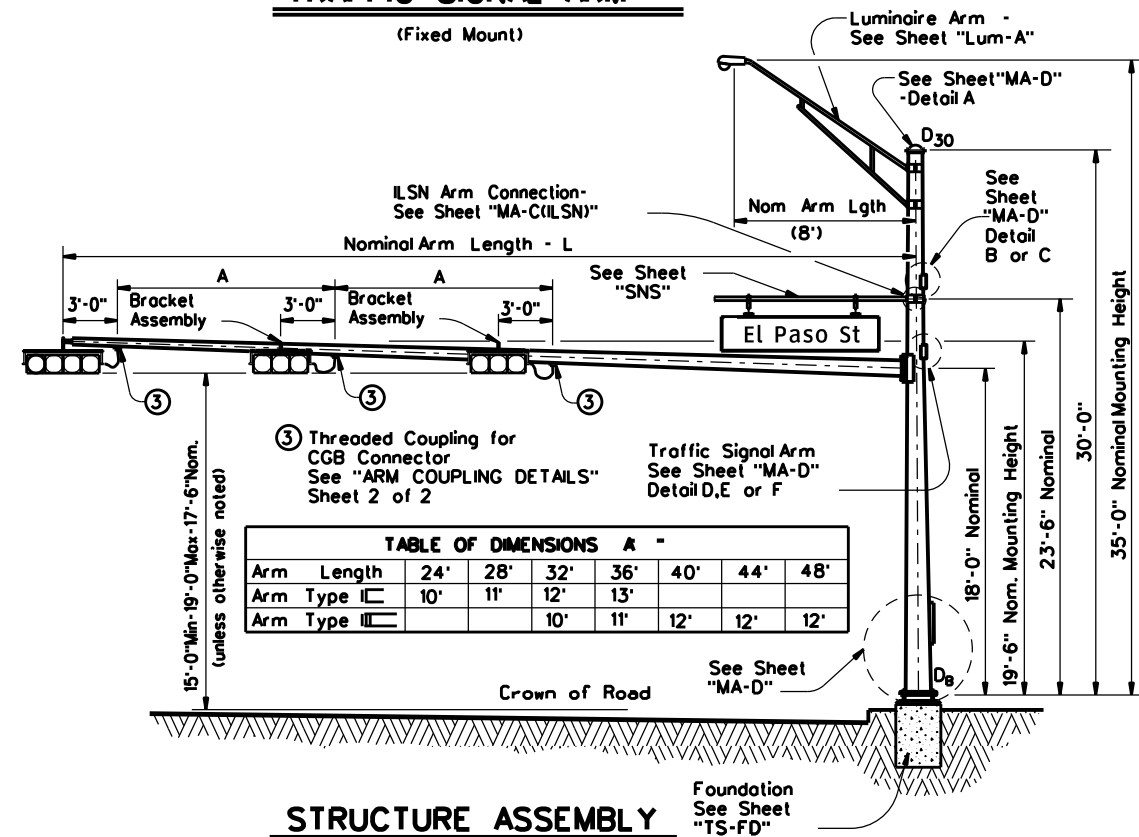 (Fixed Mount)
Luminaire Arm -
See Sheet "Lum-A"
See Sheet "MA-D"
-Detail A
D30
See
Sheet
"MA-D"
Detail
B or C
ILSN Arm Connection-
See Sheet "MA-C(ILSN)"
Nom Arm Lgth
(8')
Nominal Arm Length - L
See Sheet
"SNS"
A
A
3'-0"
Bracket
Assembly
3'-0"
Bracket
Assembly
3'-0"
El Paso St
3
3
3
3 Threaded Coupling for
CGB Connector
See "ARM COUPLING DETAILS"
Sheet 2 of 2
Traffic Signal Arm
See Sheet "MA-D"
Detail D,E or F
15'-0"Min-19'-0"Max-17'-6"Nom.
(unless otherwise noted)
18'-0" Nominal
19'-6" Nom. Mounting Height
23'-6" Nominal
30'-0"
35'-0" Nominal Mounting Height
TABLE OF DIMENSIONS A -
Arm Length 24' 28' 32' 36' 40' 44' 48'
Arm Type II 10' 11' 12' 13'
Arm Type III 10' 11' 12' 12' 12'
See Sheet
"MA-D"
DB
Crown of Road
STRUCTURE ASSEMBLY
Foundation
See Sheet
"TS-FD"